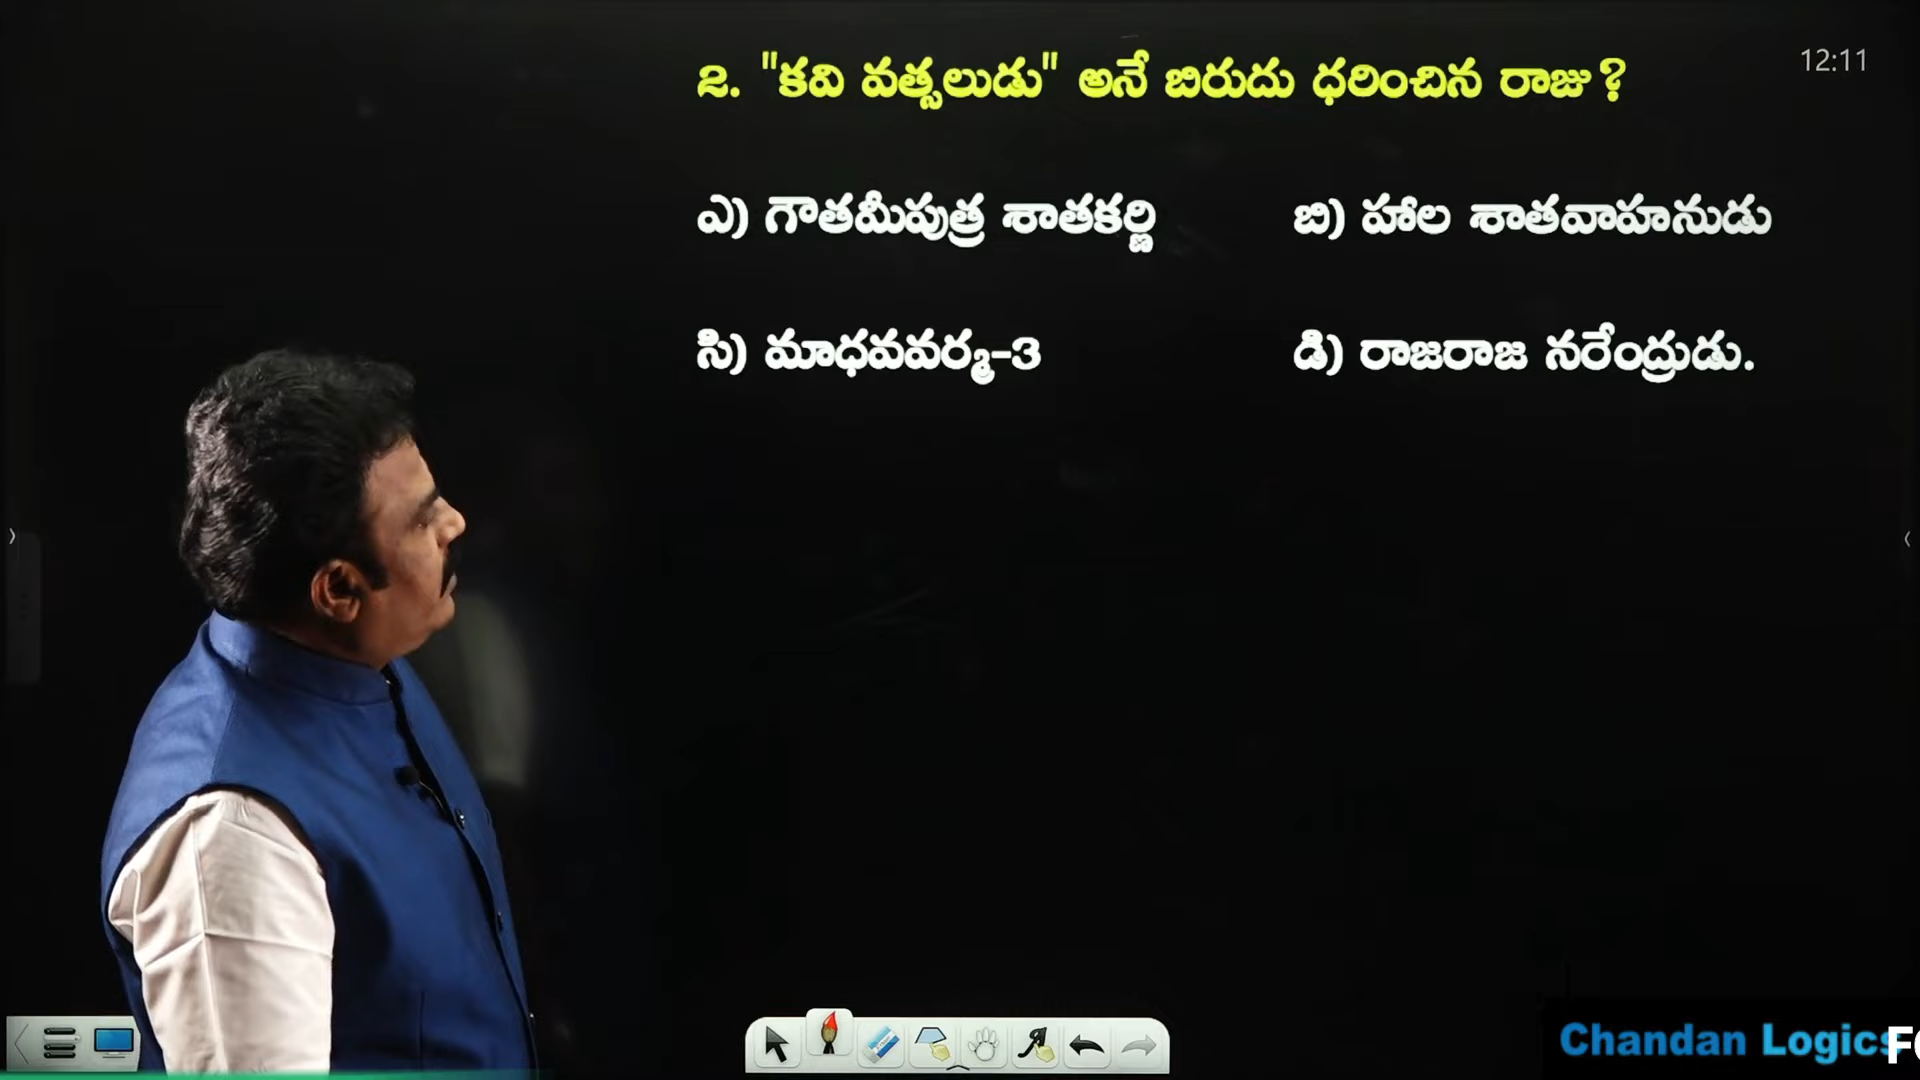 12:11
౨. "కవి వత్సలుడు" అనే బిరుదు ధరించిన రాజు?
ఎ) గౌతమీపుత్ర శాతకర్ణి బి) హాల శాతవాహనుడు
సి) మాధవవర్మ-3 డి) రాజరాజ నరేంద్రుడు.
Chandan Logics